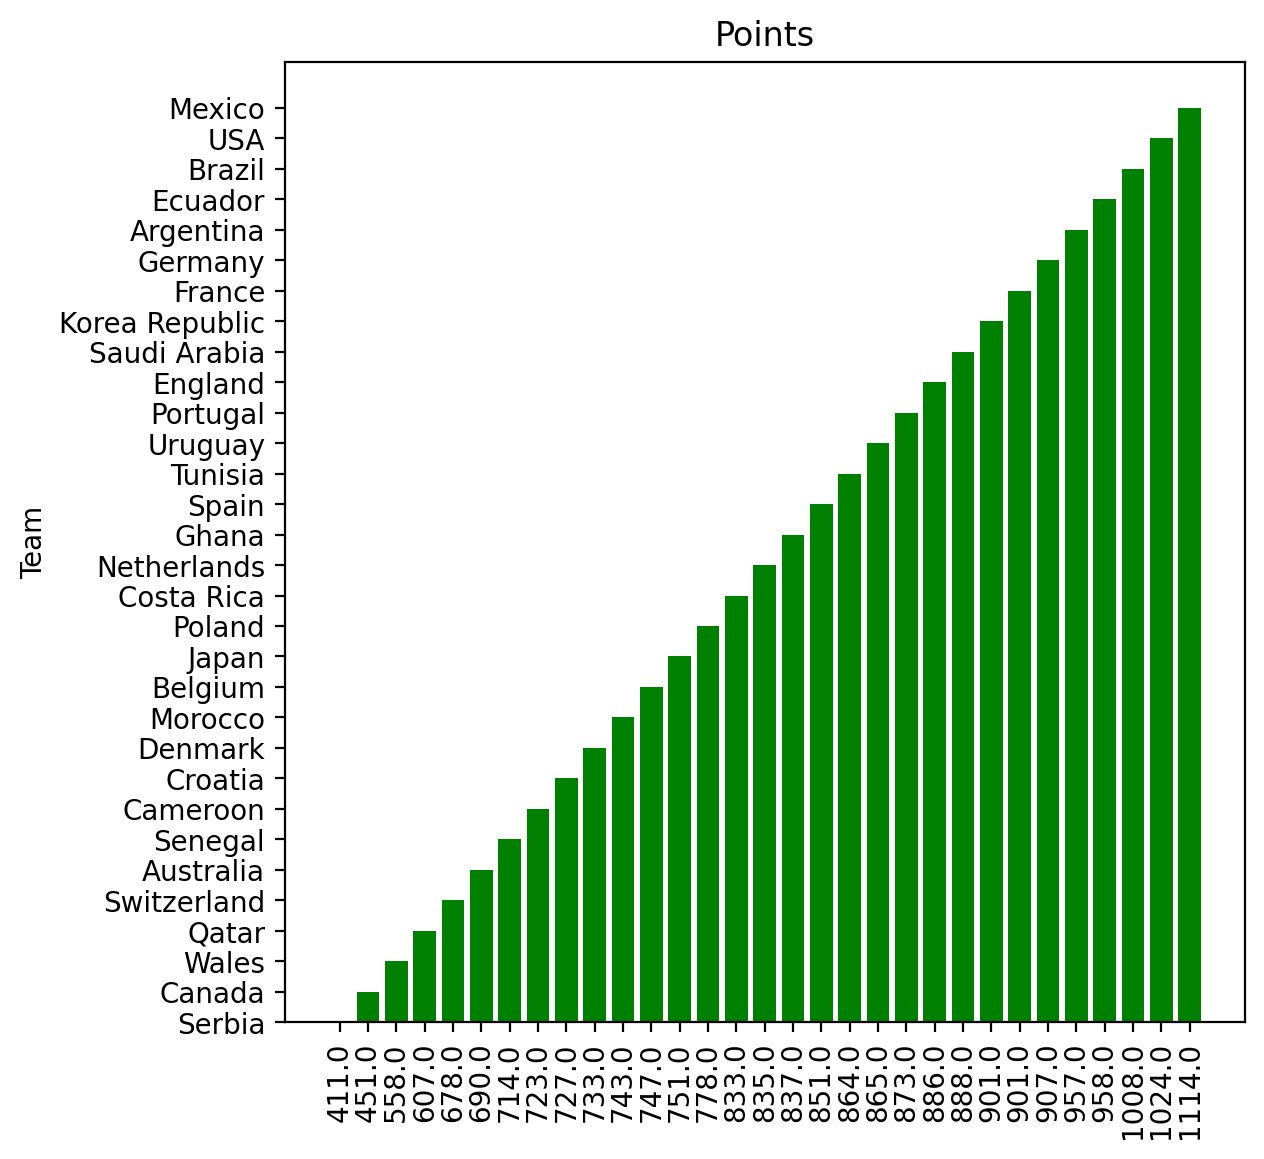 Points
Mexico
USA
Brazil
Ecuador
Argentina
Germany
France
Korea Republic
Saudi Arabia
England
Portugal
Uruguay
Tunisia
Spain
Ghana
Netherlands
Costa Rica
Poland
Japan
Belgium
Morocco
Denmark
Croatia
Cameroon
Senegal
Australia
Switzerland
Qatar
Wales
Canada
Serbia
Team
411.0
451.0
558.0
607.0
678.0
690.0
714.0
723.0
727.0
733.0
743.0
747.0
751.0
778.0
833.0
835.0
837.0
851.0
864.0
865.0
873.0
886.0
888.0
901.0
901.0
907.0
957.0
958.0
1008.0
1024.0
1114.0